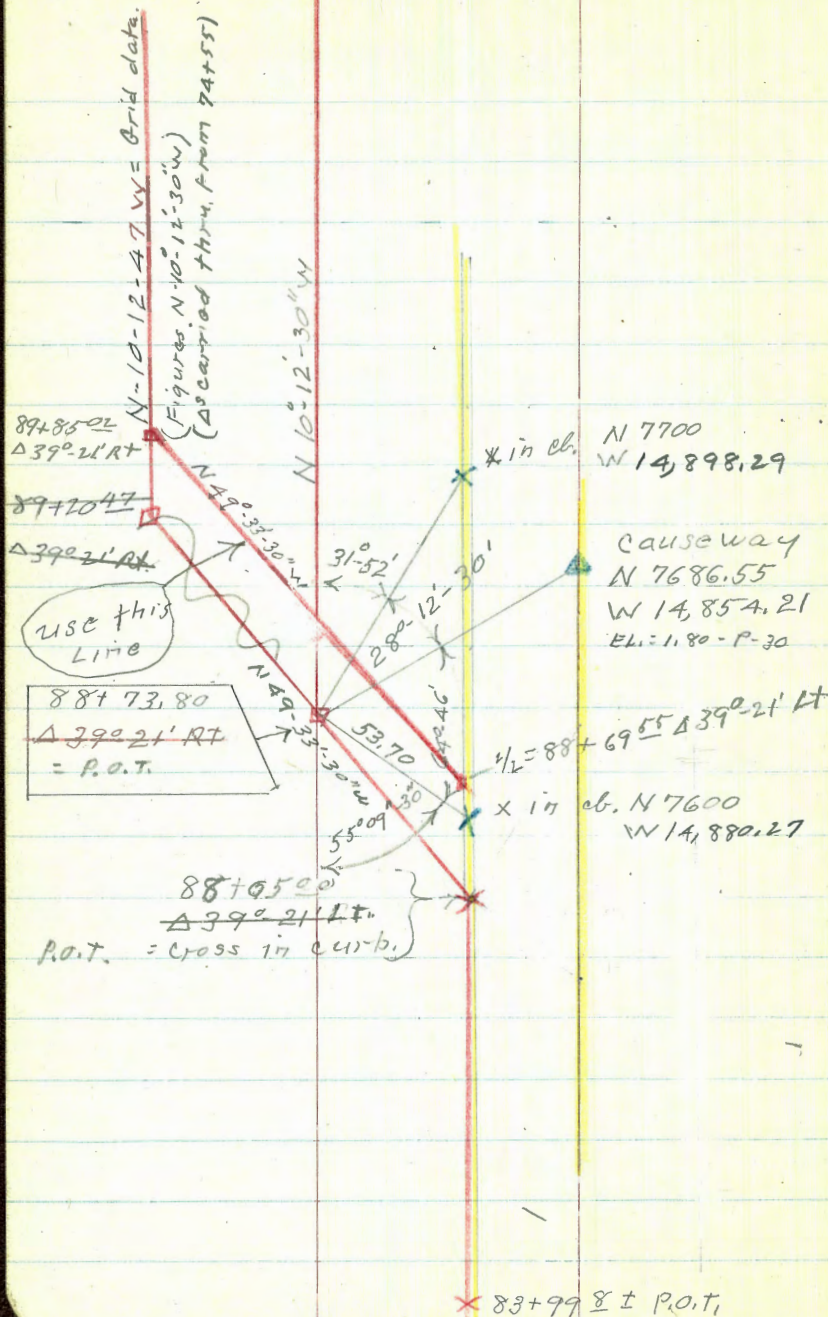 N-10-12-47 W = Grid data.
(Figures N-10°-12'-30"W)
(Δs carried thru. from 74+55)
N 10°-12'-30" W
89+85 02
Δ 39°-21' Rt
89+20 47
Δ 39° 21' Rt.
N 49°-33'-30" W
use this
Line
88+73.80
Δ 39° 21' Rt
= P.O.T.
N 49-33'-30" W
31°-52'
28°-12'-30"
53.70
55°09' 30"
x in cb. N 7700
W 14,898.29
causeway
N 7686.55
W 14,854.21
EL. = 1.80 - P-30
1/2 = 88+69 55 Δ 39°-21' Lt
x in cb. N 7600
W 14,880.27
88+05 00
Δ 39°-21' Lt.
P.O.T. = Cross in curb.
83+99 8 ± P.O.T.